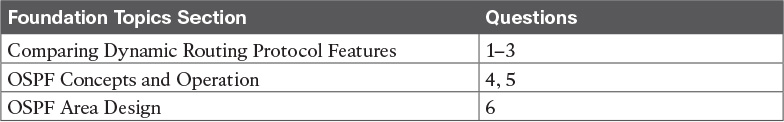 Foundation Topics Section Questions
Comparing Dynamic Routing Protocol Features 1–3
OSPF Concepts and Operation 4, 5
OSPF Area Design 6